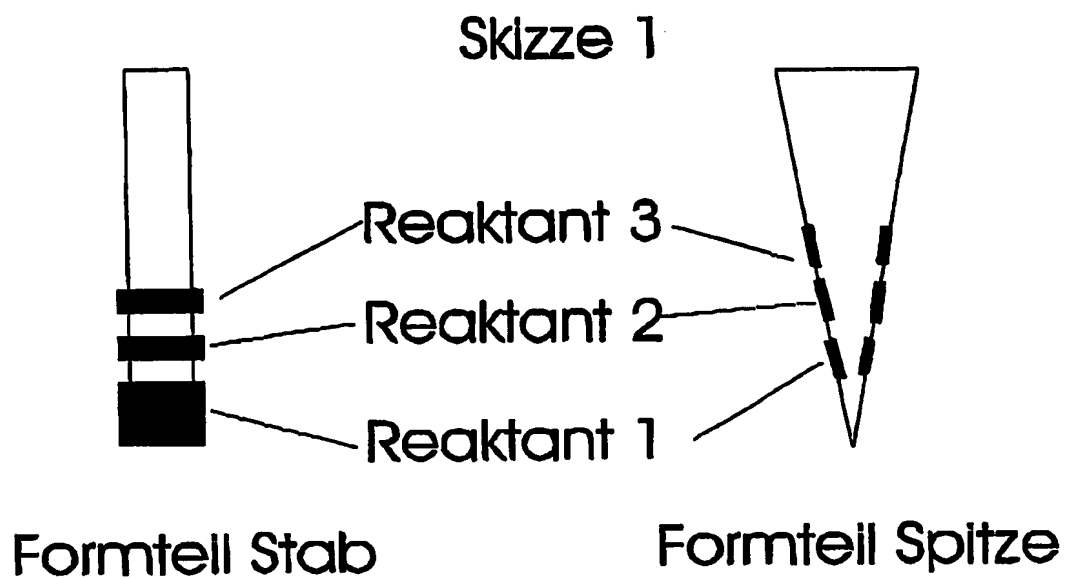 Skizze 1
Reaktant 3
Reaktant 2
Reaktant 1
Formteil Stab
Formteil Spitze